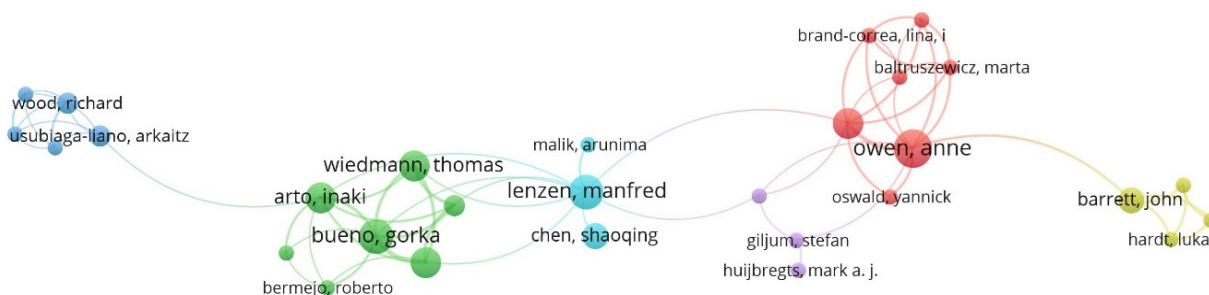 wood, richard
usubiaga-liano, arkaitz
wiedmann, thomas
arto, inaki
bueno, gorka
bermejo, roberto
malik, arunima
lenzen, manfred
chen, shaoqing
brand-correa, lina, i
baltruszewicz, marta
owen, anne
oswald, yannick
giljum, stefan
huijbregts, mark a. j.
barrett, john
hardt, luka